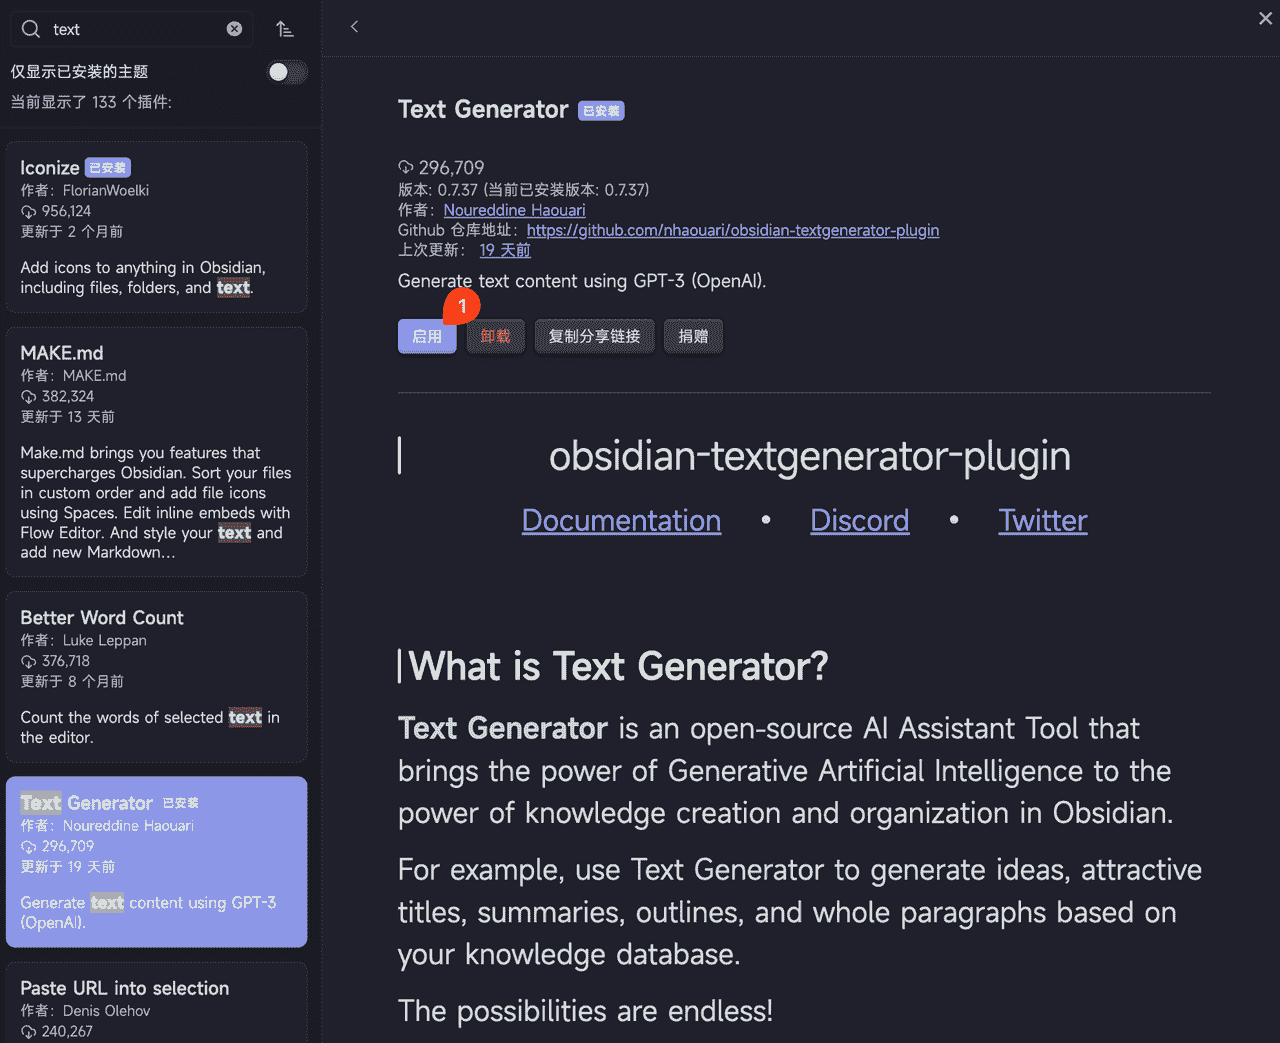 text
仅显示已安装的主题
当前显示了 133 个插件:
Iconize 已安装
作者：FlorianWoelki
956,124
更新于 2 个月前
Add icons to anything in Obsidian,
including files, folders, and text.
MAKE.md
作者：MAKE.md
382,324
更新于 13 天前
Make.md brings you features that
supercharges Obsidian. Sort your files
in custom order and add file icons
using Spaces. Edit inline embeds with
Flow Editor. And style your text and
add new Markdown...
Better Word Count
作者：Luke Leppan
376,718
更新于 8 个月前
Count the words of selected text in
the editor.
Text Generator 已安装
作者：Noureddine Haouari
296,709
更新于 19 天前
Generate text content using GPT-3
(OpenAI).
Paste URL into selection
作者：Denis Olehov
240,267
Text Generator 已安装
296,709
版本: 0.7.37 (当前已安装版本: 0.7.37)
作者：Noureddine Haouari
Github 仓库地址：https://github.com/nhaouari/obsidian-textgenerator-plugin
上次更新： 19 天前
Generate text content using GPT-3 (OpenAI).
1
启用 卸载 复制分享链接 捐赠
obsidian-textgenerator-plugin
Documentation • Discord • Twitter
What is Text Generator?
Text Generator is an open-source AI Assistant Tool that
brings the power of Generative Artificial Intelligence to the
power of knowledge creation and organization in Obsidian.
For example, use Text Generator to generate ideas, attractive
titles, summaries, outlines, and whole paragraphs based on
your knowledge database.
The possibilities are endless!